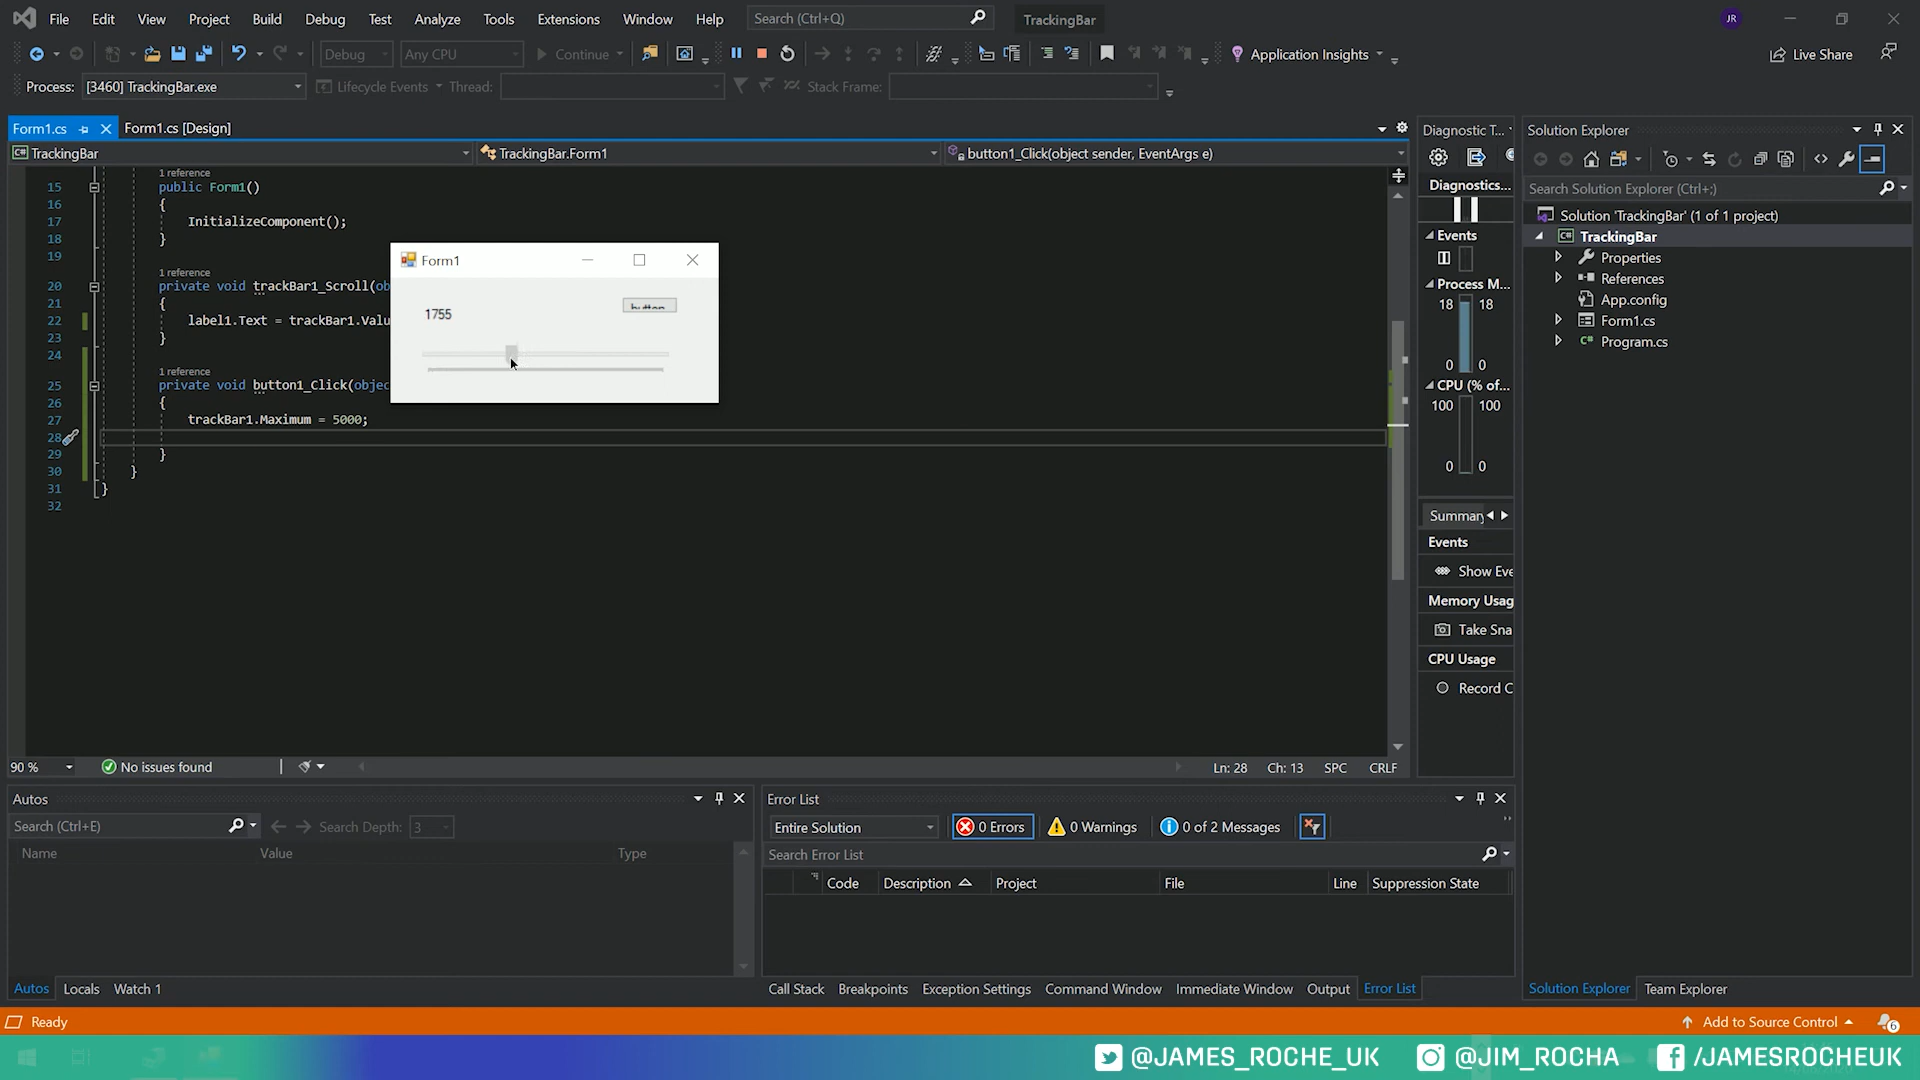 File Edit View Project Build Debug Test Analyze Tools Extensions Window Help Search (Ctrl+Q) TrackingBar JR
Debug Any CPU Continue Application Insights Live Share
Process: [3460] TrackingBar.exe Lifecycle Events Thread: Stack Frame:
Form1.cs Form1.cs [Design]
TrackingBar TrackingBar.Form1 button1_Click(object sender, EventArgs e)
1 reference
15 public Form1()
16 {
17 InitializeComponent();
18 }
19
1 reference
20 private void trackBar1_Scroll(ob
21 {
22 label1.Text = trackBar1.Valu
23 }
24
1 reference
25 private void button1_Click(objec
26 {
27 trackBar1.Maximum = 5000;
28
29 }
30 }
31 }
32
Form1
1755
90 % No issues found Ln: 28 Ch: 13 SPC CRLF
Diagnostic T...
Diagnostics...
Events
Process M...
18 18
0 0
CPU (% of...
100 100
0 0
Summary
Events
Show Eve
Memory Usag
Take Sna
CPU Usage
Record C
Solution Explorer
Search Solution Explorer (Ctrl+;)
Solution 'TrackingBar' (1 of 1 project)
TrackingBar
Properties
References
App.config
Form1.cs
Program.cs
Autos
Search (Ctrl+E) Search Depth: 3
Name Value Type
Autos Locals Watch 1
Error List
Entire Solution 0 Errors 0 Warnings 0 of 2 Messages
Search Error List
Code Description Project File Line Suppression State
Call Stack Breakpoints Exception Settings Command Window Immediate Window Output Error List
Solution Explorer Team Explorer
Ready Add to Source Control 6
@JAMES_ROCHE_UK @JIM_ROCHA /JAMESROCHEUK